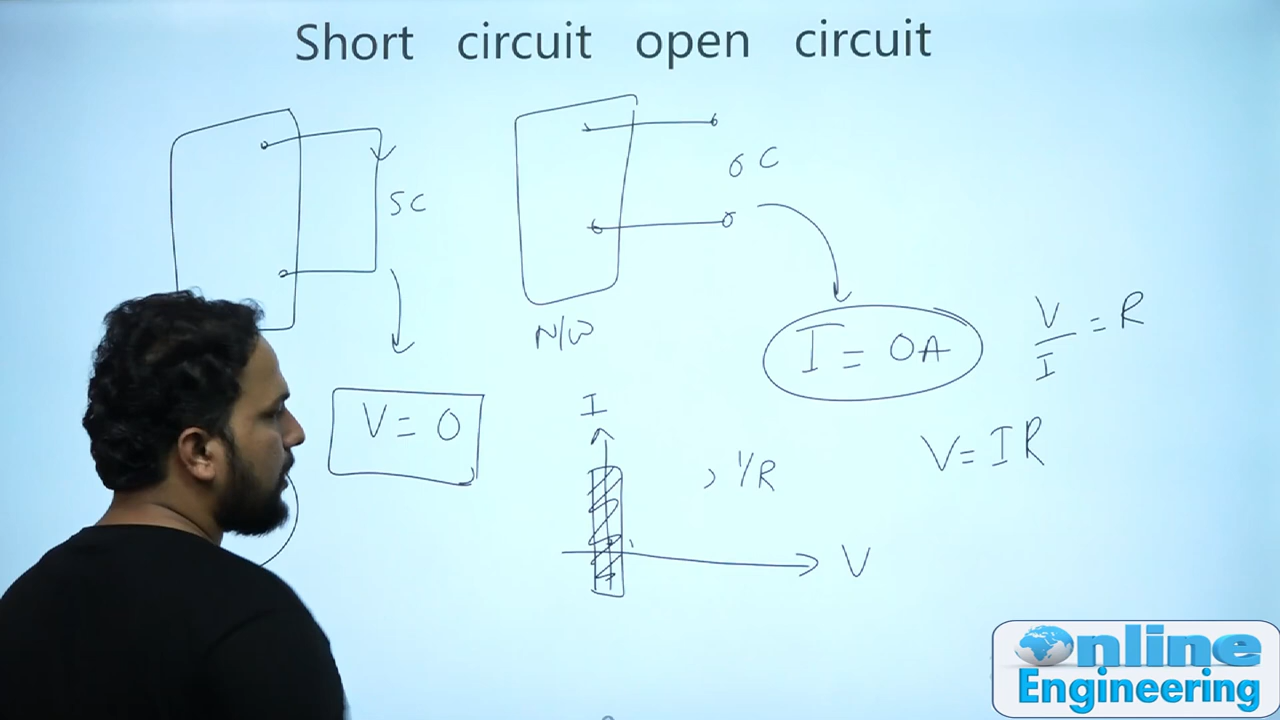 Short circuit open circuit
SC
OC
N/W
I = 0A
V/I = R
V = 0
I
1/R
V = IR
V
Online
Engineering